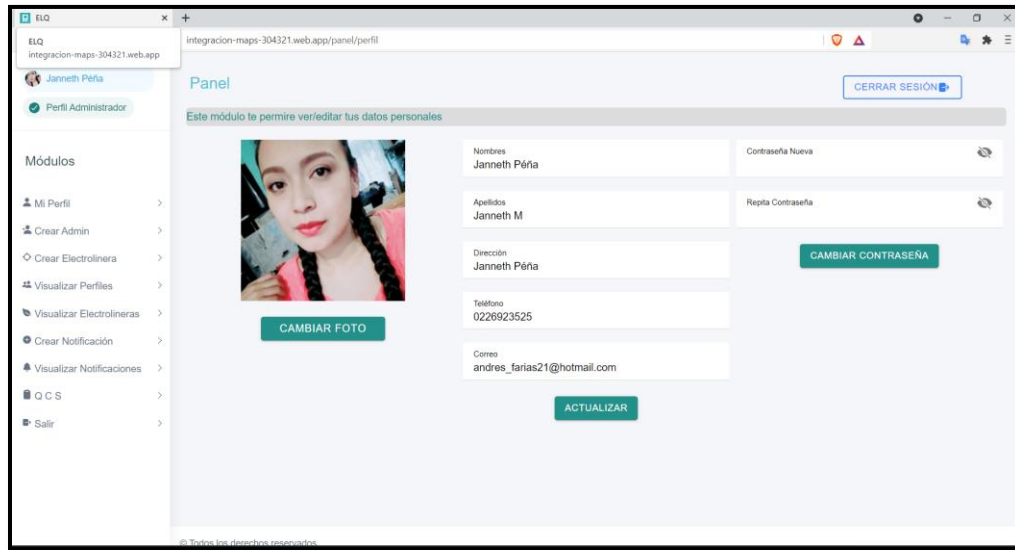 ELQ
ELQ
integracion-maps-304321.web.app
integracion-maps-304321.web.app/panel/perfil
Janneth Péña
Perfil Administrador
Módulos
Mi Perfil
Crear Admin
Crear Electrolinera
Visualizar Perfiles
Visualizar Electrolineras
Crear Notificación
Visualizar Notificaciones
Q C S
Salir
Panel
CERRAR SESIÓN
Este módulo te permire ver/editar tus datos personales
CAMBIAR FOTO
Nombres
Janneth Péña
Apellidos
Janneth M
Dirección
Janneth Péña
Teléfono
0226923525
Correo
andres_farias21@hotmail.com
ACTUALIZAR
Contraseña Nueva
Repita Contraseña
CAMBIAR CONTRASEÑA
© Todos los derechos reservados